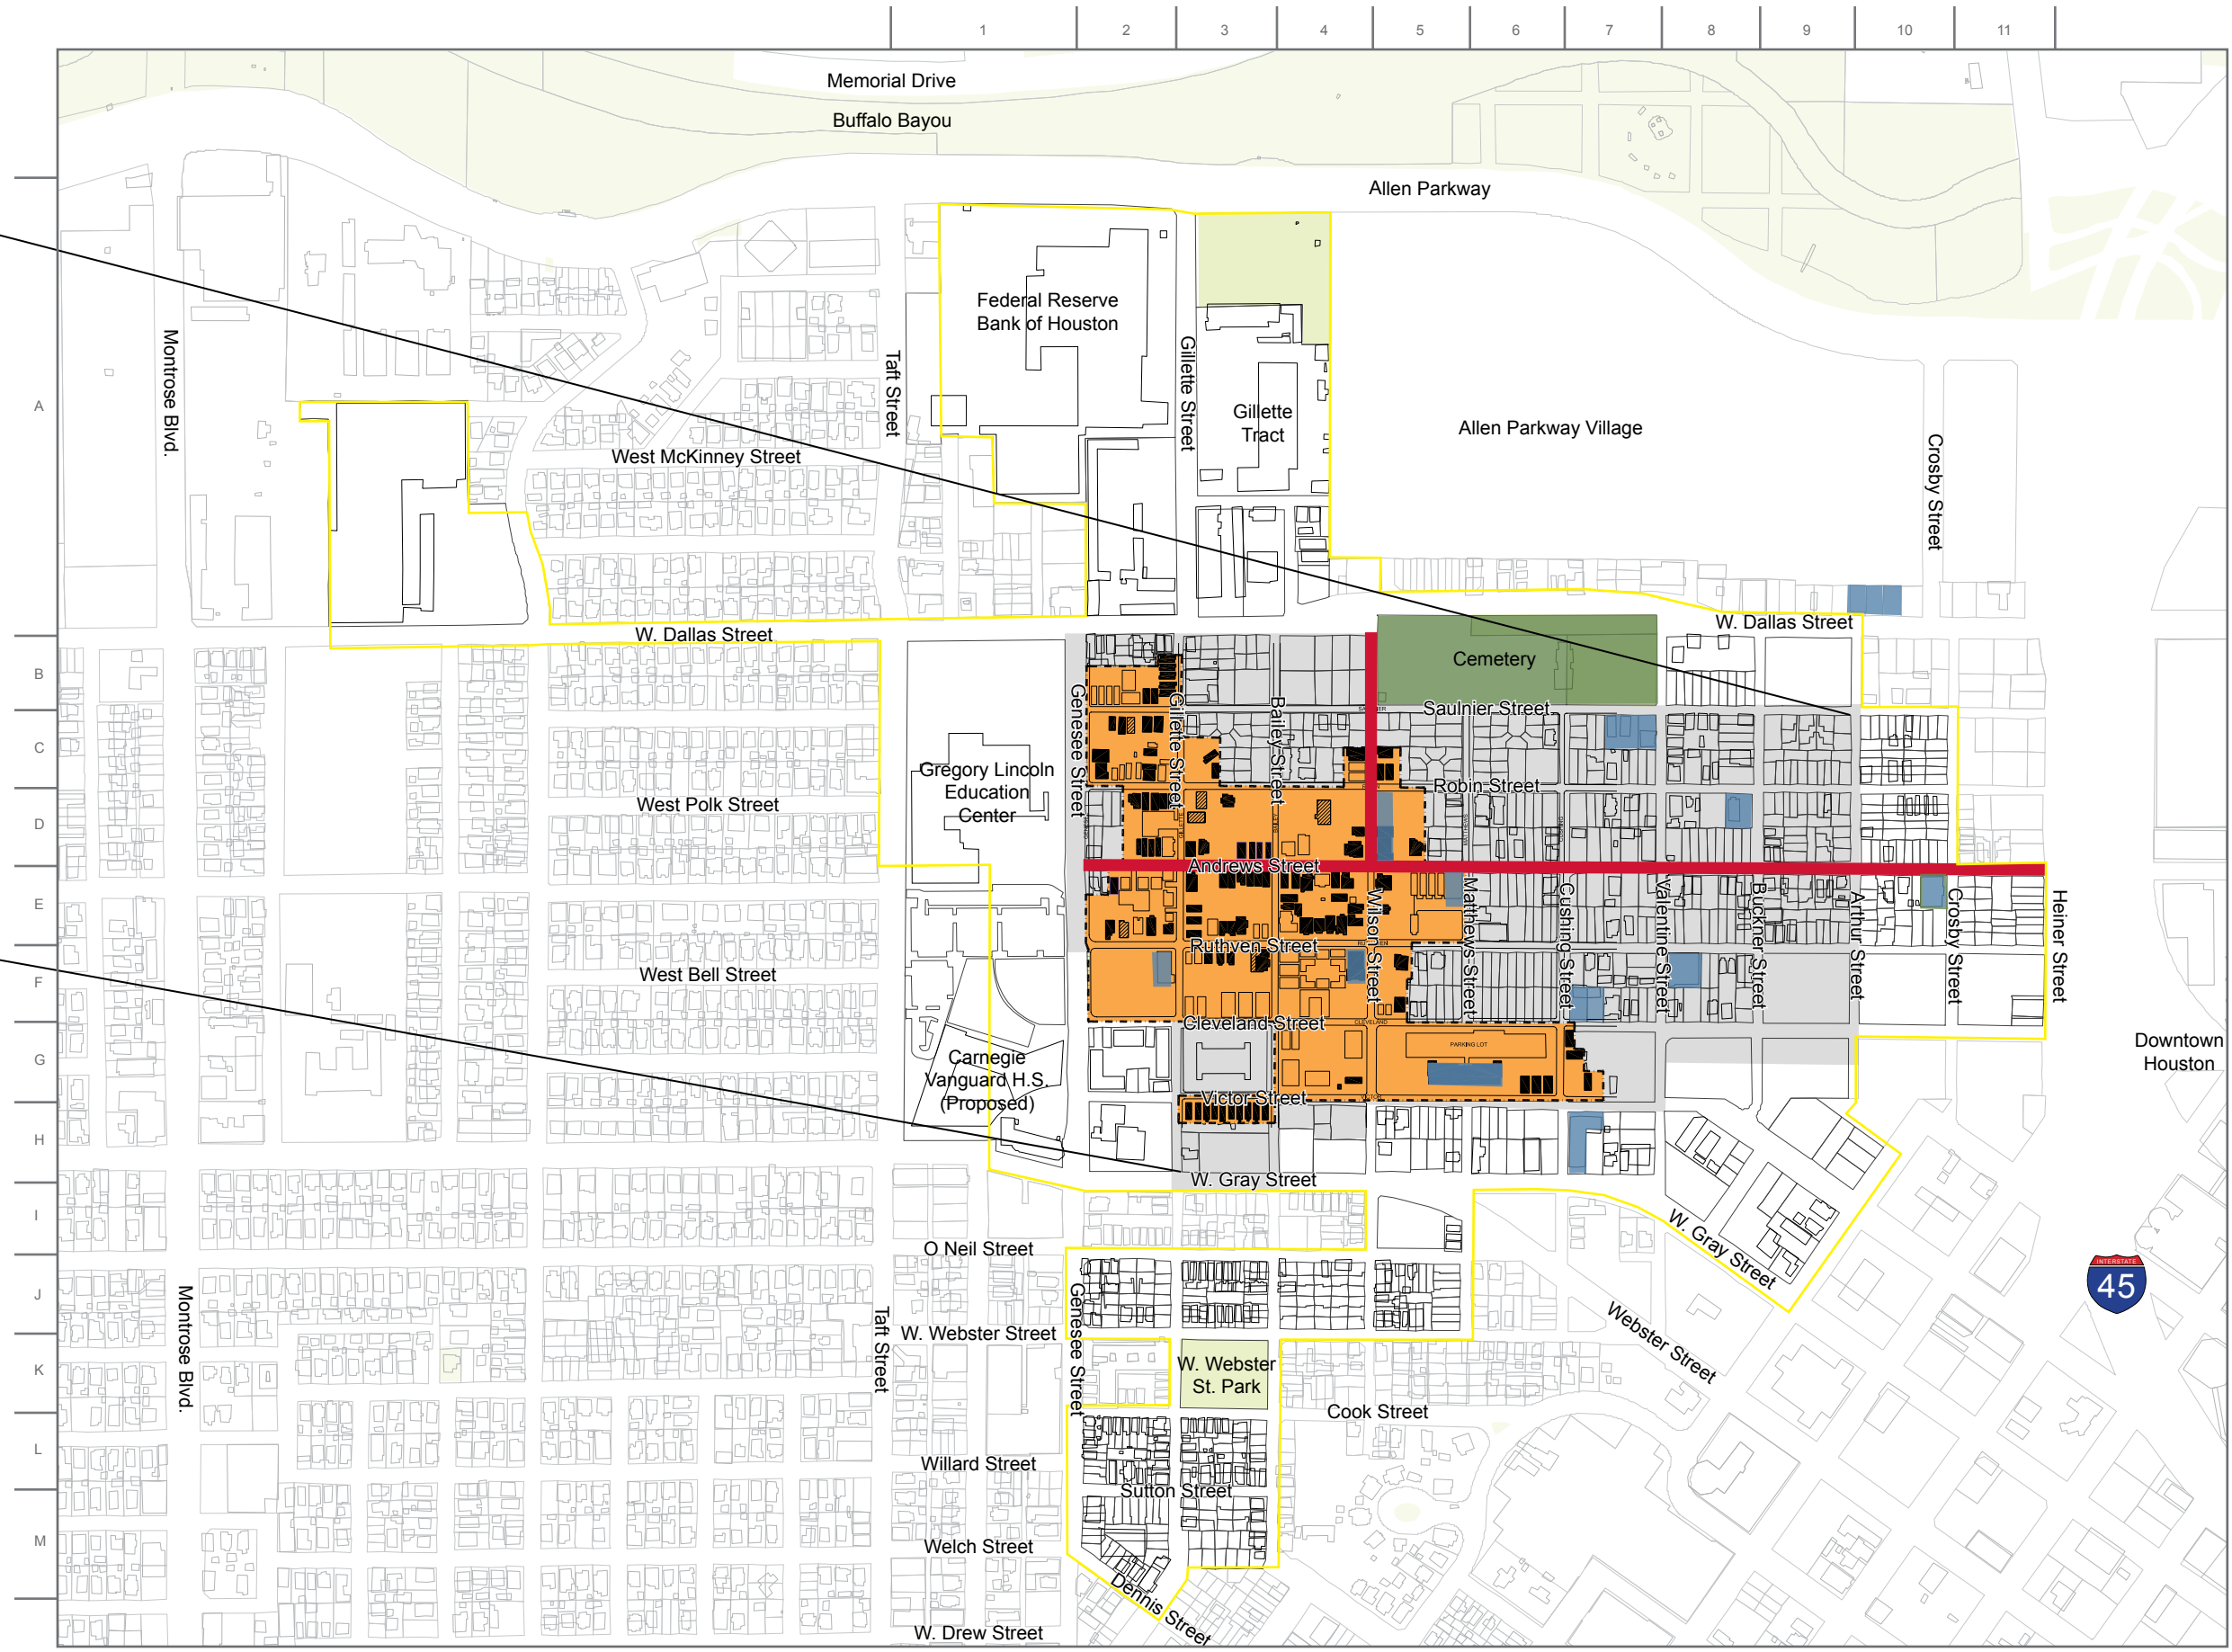 1 2 3 4 5 6 7 8 9 10 11
Memorial Drive
Buffalo Bayou
Allen Parkway
Federal Reserve
Bank of Houston
Montrose Blvd.
Taft Street
Gillette Street
Gillette
Tract
A
Allen Parkway Village
West McKinney Street
Crosby Street
W. Dallas Street
W. Dallas Street
Cemetery
B
Genesee Street
Gillette Street
Bailey Street
Saulnier Street
C
Gregory Lincoln
Education
Center
Robin Street
West Polk Street
D
Andrews Street
E
Wilson Street
Matthews Street
Cushing Street
Valentine Street
Buckner Street
Arthur Street
Crosby Street
Heiner Street
Ruthven Street
West Bell Street
F
Cleveland Street
CLEVELAND
G
Carnegie
Vanguard H.S.
(Proposed)
PARKING LOT
Downtown
Houston
Victor Street
H
W. Gray Street
I
W. Gray Street
O Neil Street
INTERSTATE
45
J
Montrose Blvd.
Taft Street
Genesee Street
W. Webster Street
Webster Street
K
W. Webster
St. Park
Cook Street
L
Willard Street
Sutton Street
M
Welch Street
Dennis Street
W. Drew Street